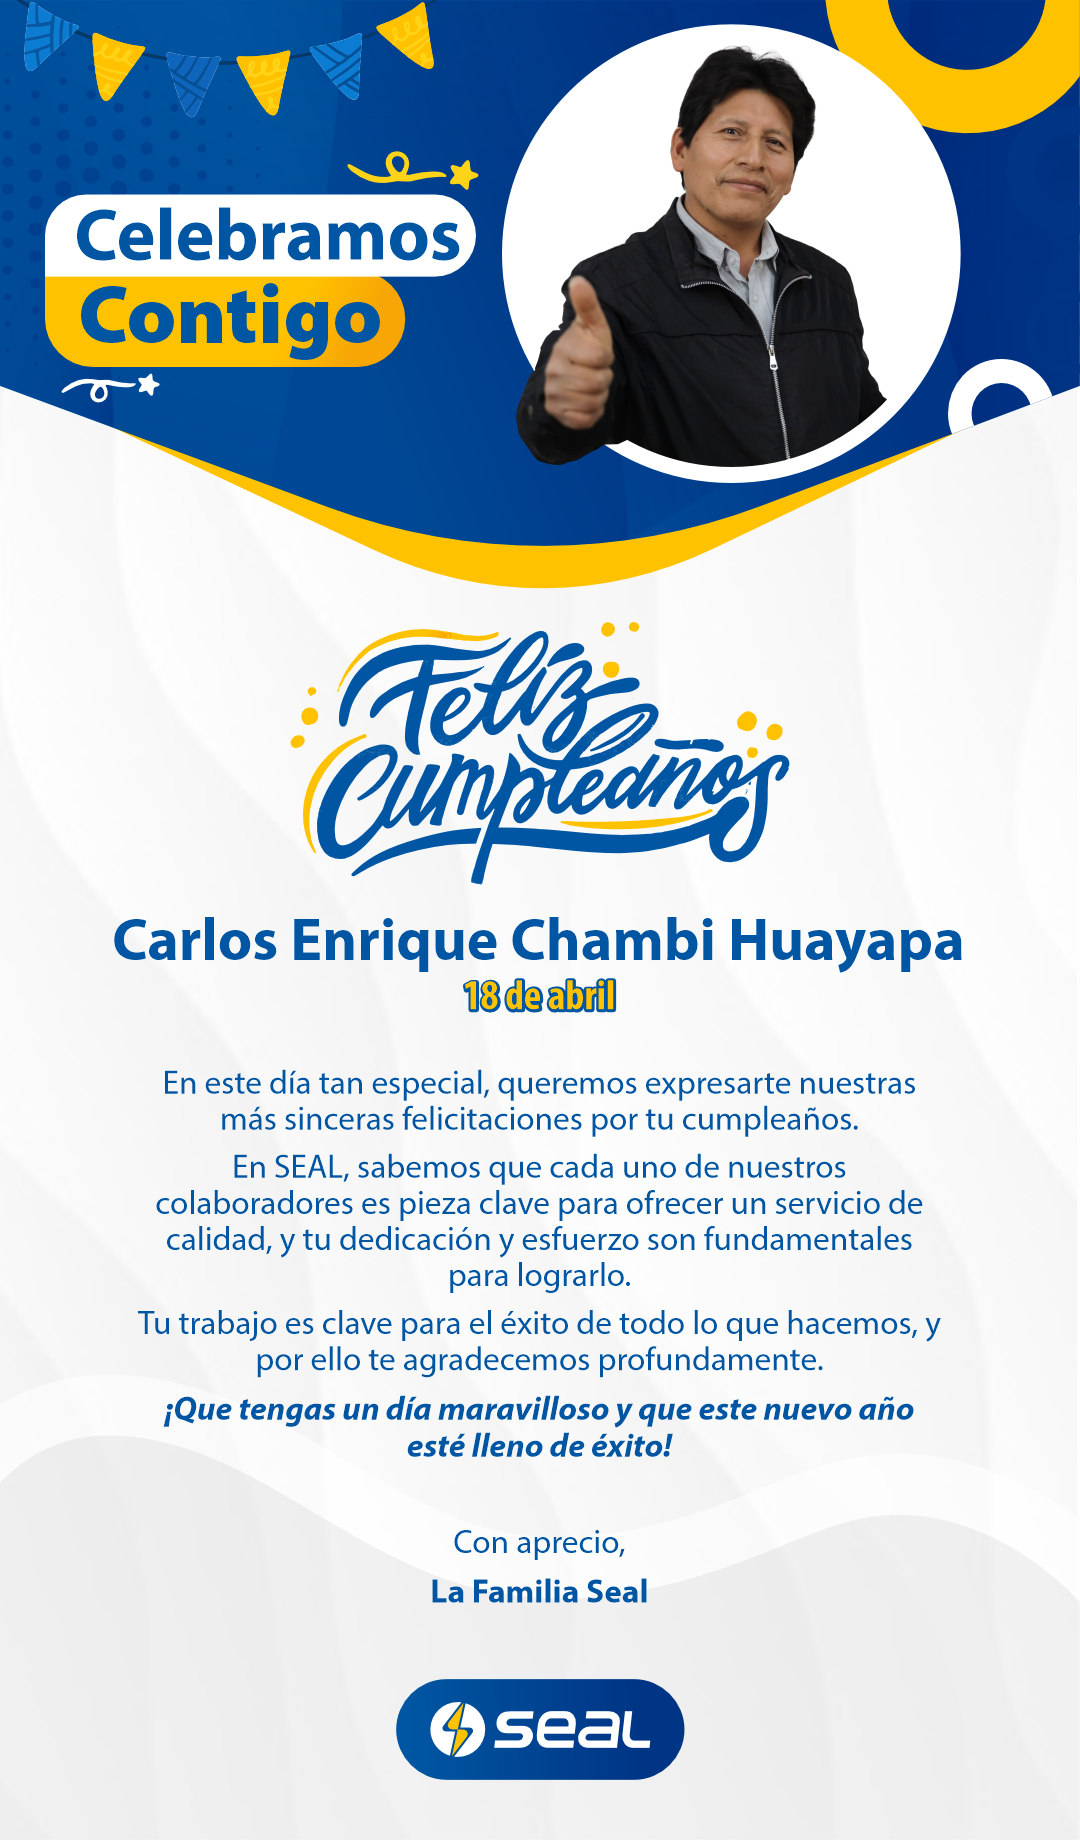 Celebramos
Contigo
Feliz
Cumpleaños
Carlos Enrique Chambi Huayapa
18 de abril
En este día tan especial, queremos expresarte nuestras
más sinceras felicitaciones por tu cumpleaños.
En SEAL, sabemos que cada uno de nuestros
colaboradores es pieza clave para ofrecer un servicio de
calidad, y tu dedicación y esfuerzo son fundamentales
para lograrlo.
Tu trabajo es clave para el éxito de todo lo que hacemos, y
por ello te agradecemos profundamente.
¡Que tengas un día maravilloso y que este nuevo año
esté lleno de éxito!
Con aprecio,
La Familia Seal
seal